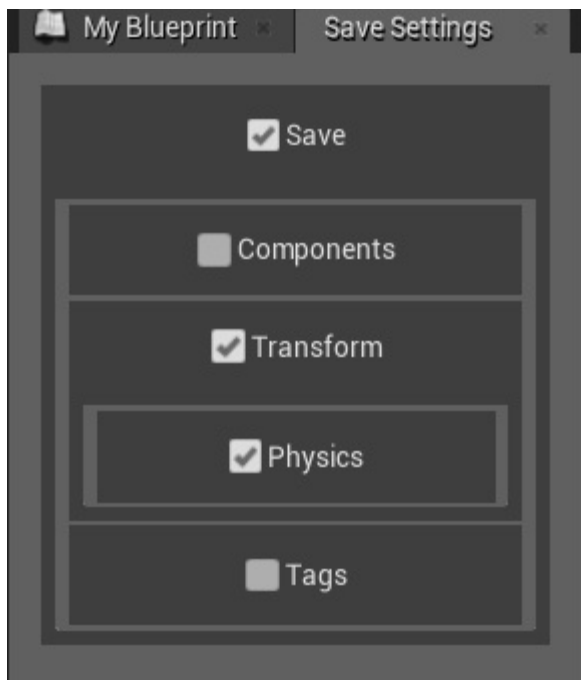 My Blueprint Save Settings
Save
Components
Transform
Physics
Tags